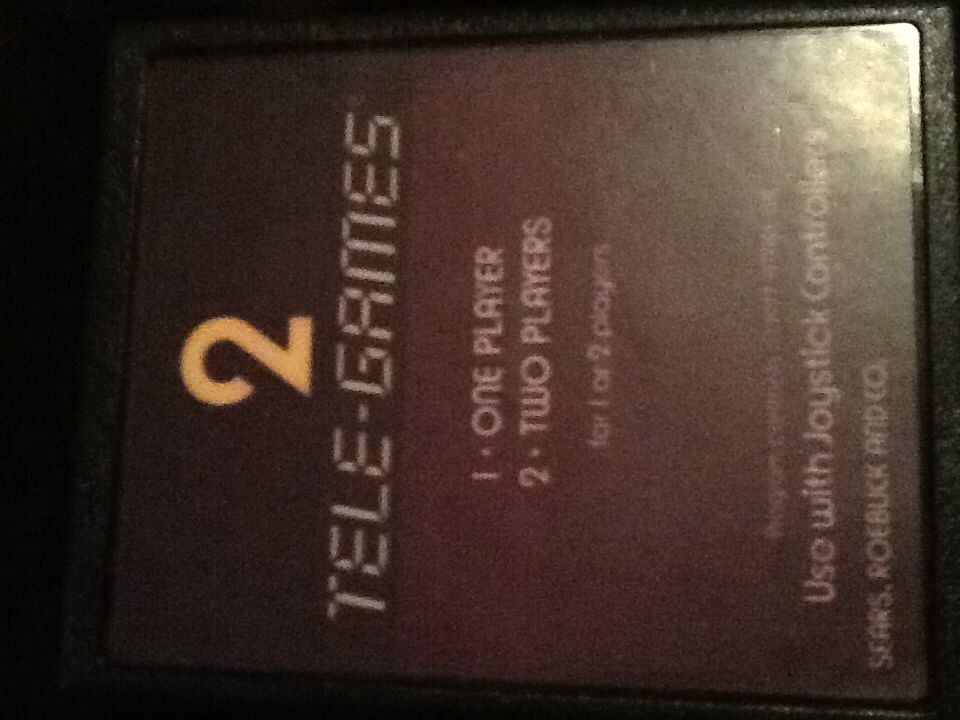 2
TELE-GAMES
1 • ONE PLAYER
2 • TWO PLAYERS
for 1 or 2 players
Program
Use with Joystick Controllers
SEARS, ROEBUCK AND CO.